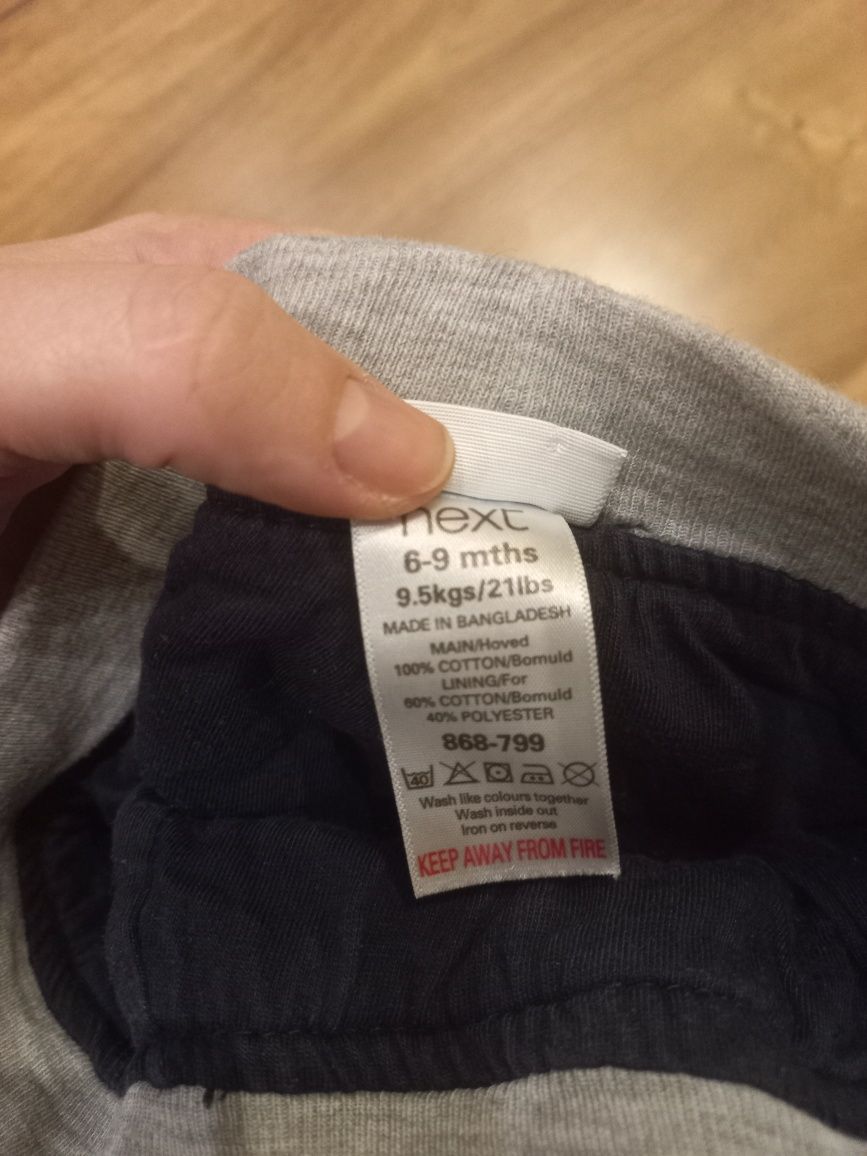 next
6-9 mths
9.5kgs/21lbs
MADE IN BANGLADESH
MAIN/Hoved
100% COTTON/Bomuld
LINING/For
60% COTTON/Bomuld
40% POLYESTER
868-799
40
Wash like colours together
Wash inside out
Iron on reverse
KEEP AWAY FROM FIRE